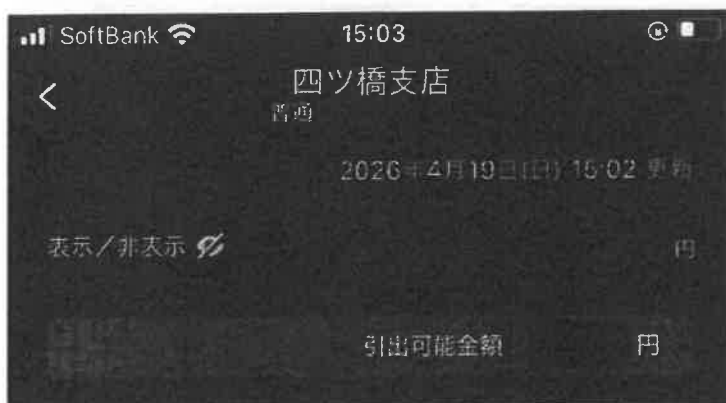 SoftBank 15:03
四ツ橋支店
普通
2026年4月19日(日) 15:02 更新
表示/非表示 円
引出可能金額 円